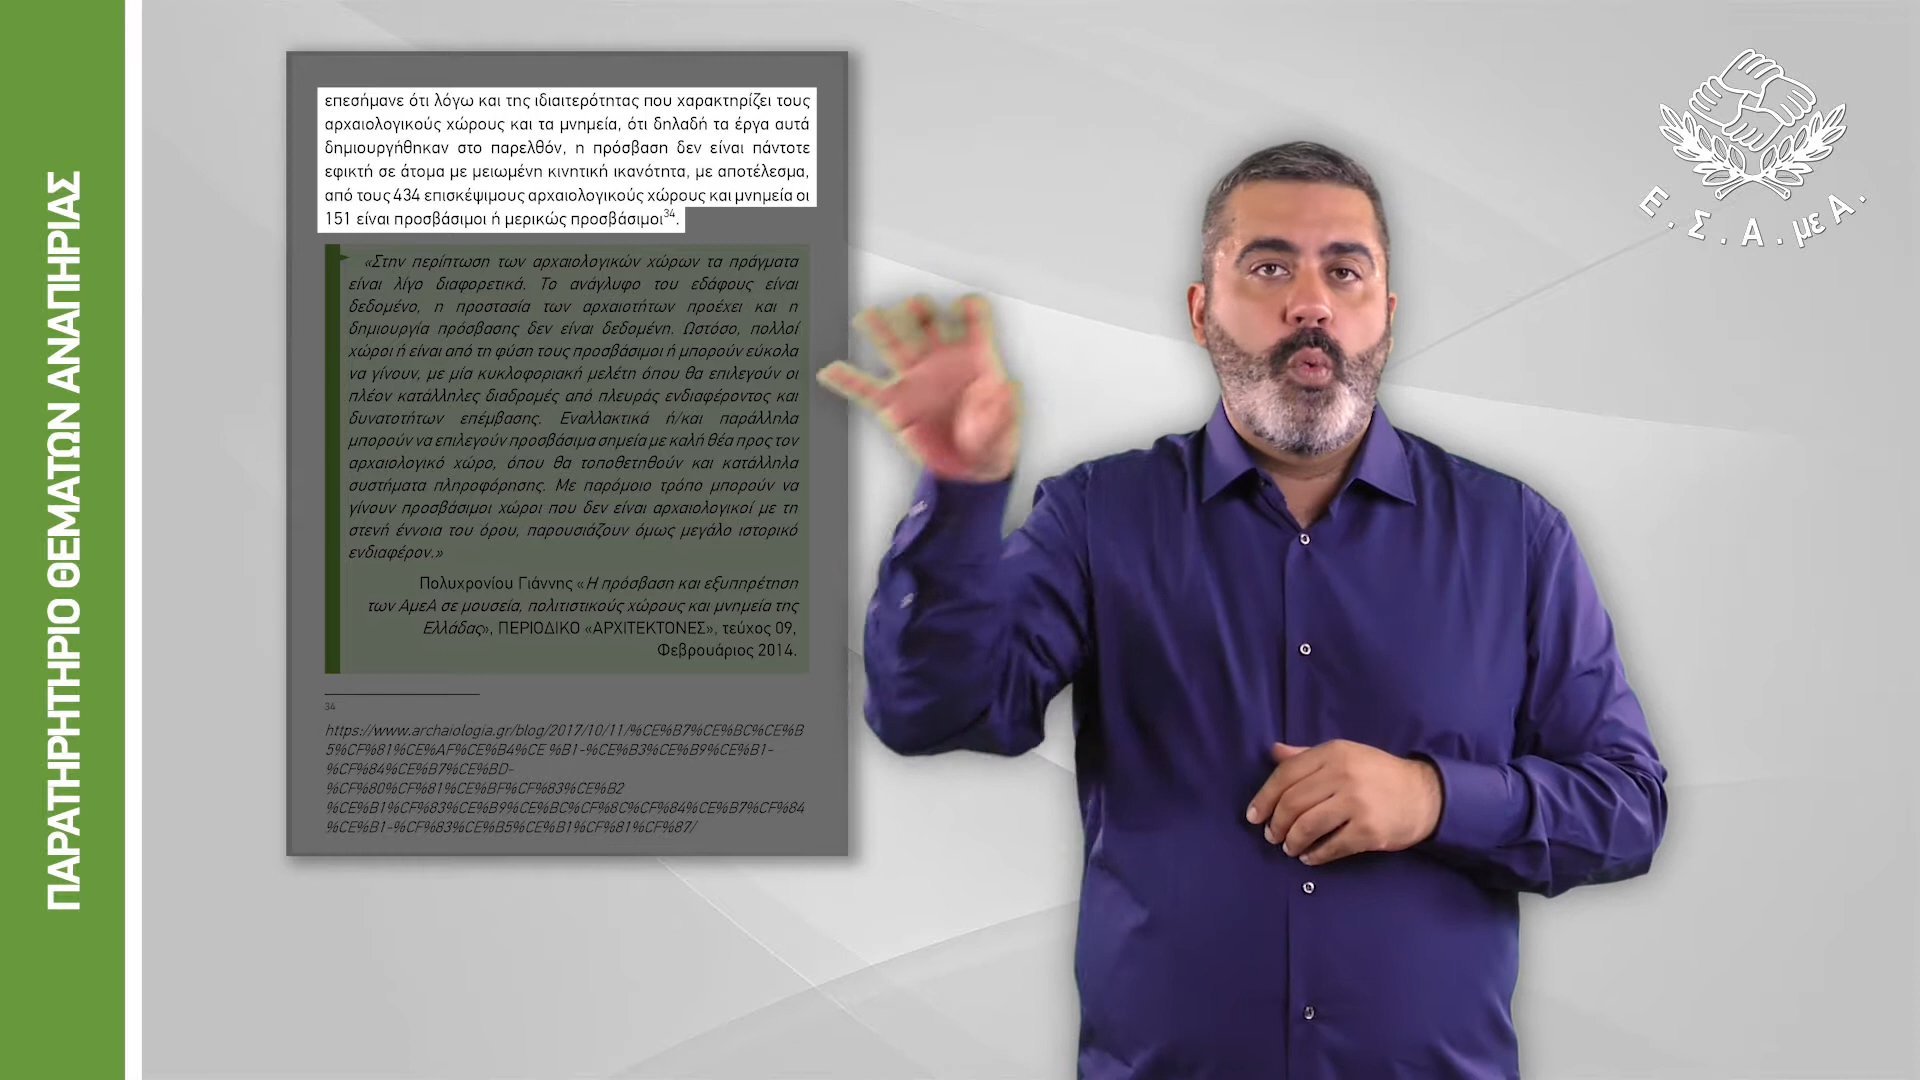 ΠΑΡΑΤΗΡΗΤΗΡΙΟ ΘΕΜΑΤΩΝ ΑΝΑΠΗΡΙΑΣ
επεσήμανε ότι λόγω και της ιδιαιτερότητας που χαρακτηρίζει τους
αρχαιολογικούς χώρους και τα μνημεία, ότι δηλαδή τα έργα αυτά
δημιουργήθηκαν στο παρελθόν, η πρόσβαση δεν είναι πάντοτε
εφικτή σε άτομα με μειωμένη κινητική ικανότητα, με αποτέλεσμα,
από τους 434 επισκέψιμους αρχαιολογικούς χώρους και μνημεία οι
151 είναι προσβάσιμοι ή μερικώς προσβάσιμοι34.
«Στην περίπτωση των αρχαιολογικών χώρων τα πράγματα
είναι λίγο διαφορετικά. Το ανάγλυφο του εδάφους είναι
δεδομένο, η προστασία των αρχαιοτήτων προέχει και η
δημιουργία πρόσβασης δεν είναι δεδομένη. Ωστόσο, πολλοί
χώροι ή είναι από τη φύση τους προσβάσιμοι ή μπορούν εύκολα
να γίνουν, με μία κυκλοφοριακή μελέτη όπου θα επιλεγούν οι
πλέον κατάλληλες διαδρομές από πλευράς ενδιαφέροντος και
δυνατοτήτων επέμβασης. Εναλλακτικά ή/και παράλληλα
μπορούν να επιλεγούν προσβάσιμα σημεία με καλή θέα προς τον
αρχαιολογικό χώρο, όπου θα τοποθετηθούν και κατάλληλα
συστήματα πληροφόρησης. Με παρόμοιο τρόπο μπορούν να
γίνουν προσβάσιμοι χώροι που δεν είναι αρχαιολογικοί με τη
στενή έννοια του όρου, παρουσιάζουν όμως μεγάλο ιστορικό
ενδιαφέρον.»
Πολυχρονίου Γιάννης «Η πρόσβαση και εξυπηρέτηση
των ΑμεΑ σε μουσεία, πολιτιστικούς χώρους και μνημεία της
Ελλάδας», ΠΕΡΙΟΔΙΚΟ «ΑΡΧΙΤΕΚΤΟΝΕΣ», τεύχος 09,
Φεβρουάριος 2014.
34
https://www.archaiologia.gr/blog/2017/10/11/%CE%B7%CE%BC%CE%B
5%CF%81%CE%AF%CE%B4%CE %B1-%CE%B3%CE%B9%CE%B1-
%CF%84%CE%B7%CE%BD-
%CF%80%CF%81%CE%BF%CF%83%CE%B2
%CE%B1%CF%83%CE%B9%CE%BC%CF%8C%CF%84%CE%B7%CF%84
%CE%B1-%CF%83%CE%B5%CE%B1%CF%81%CF%87/
Ε.Σ.Α.μεΑ.